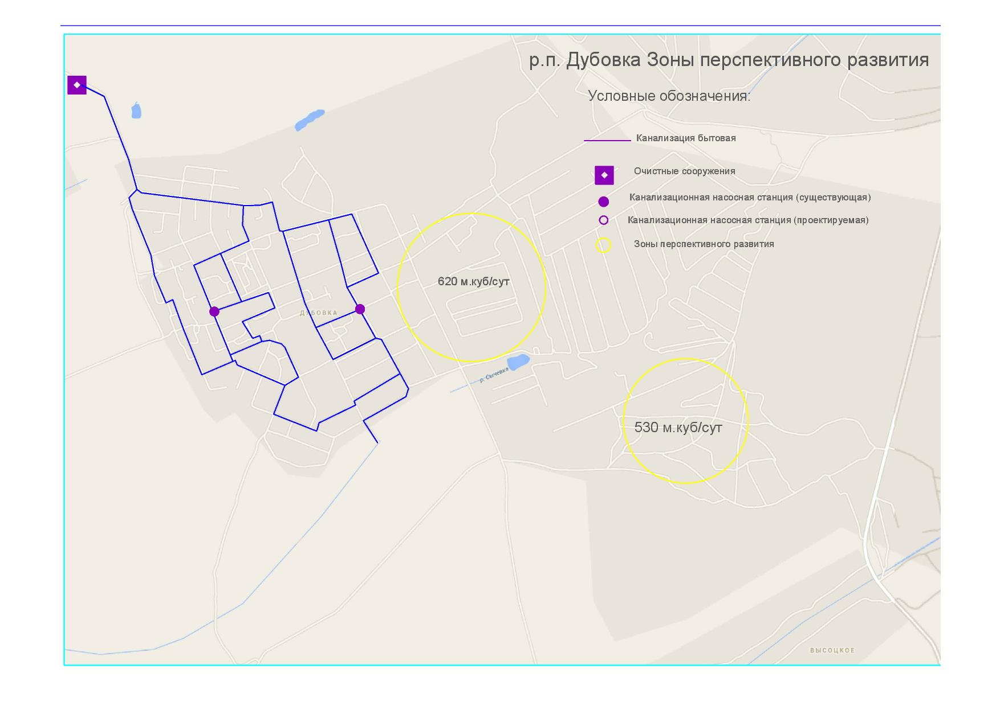 р.п. Дубовка Зоны перспективного развития
Условные обозначения:
Канализация бытовая
Очистные сооружения
Канализационная насосная станция (существующая)
Канализационная насосная станция (проектируемая)
Зоны перспективного развития
620 м.куб/сут
ДУБОВКА
р. Сычевка
530 м.куб/сут
ВЫСОЦКОЕ